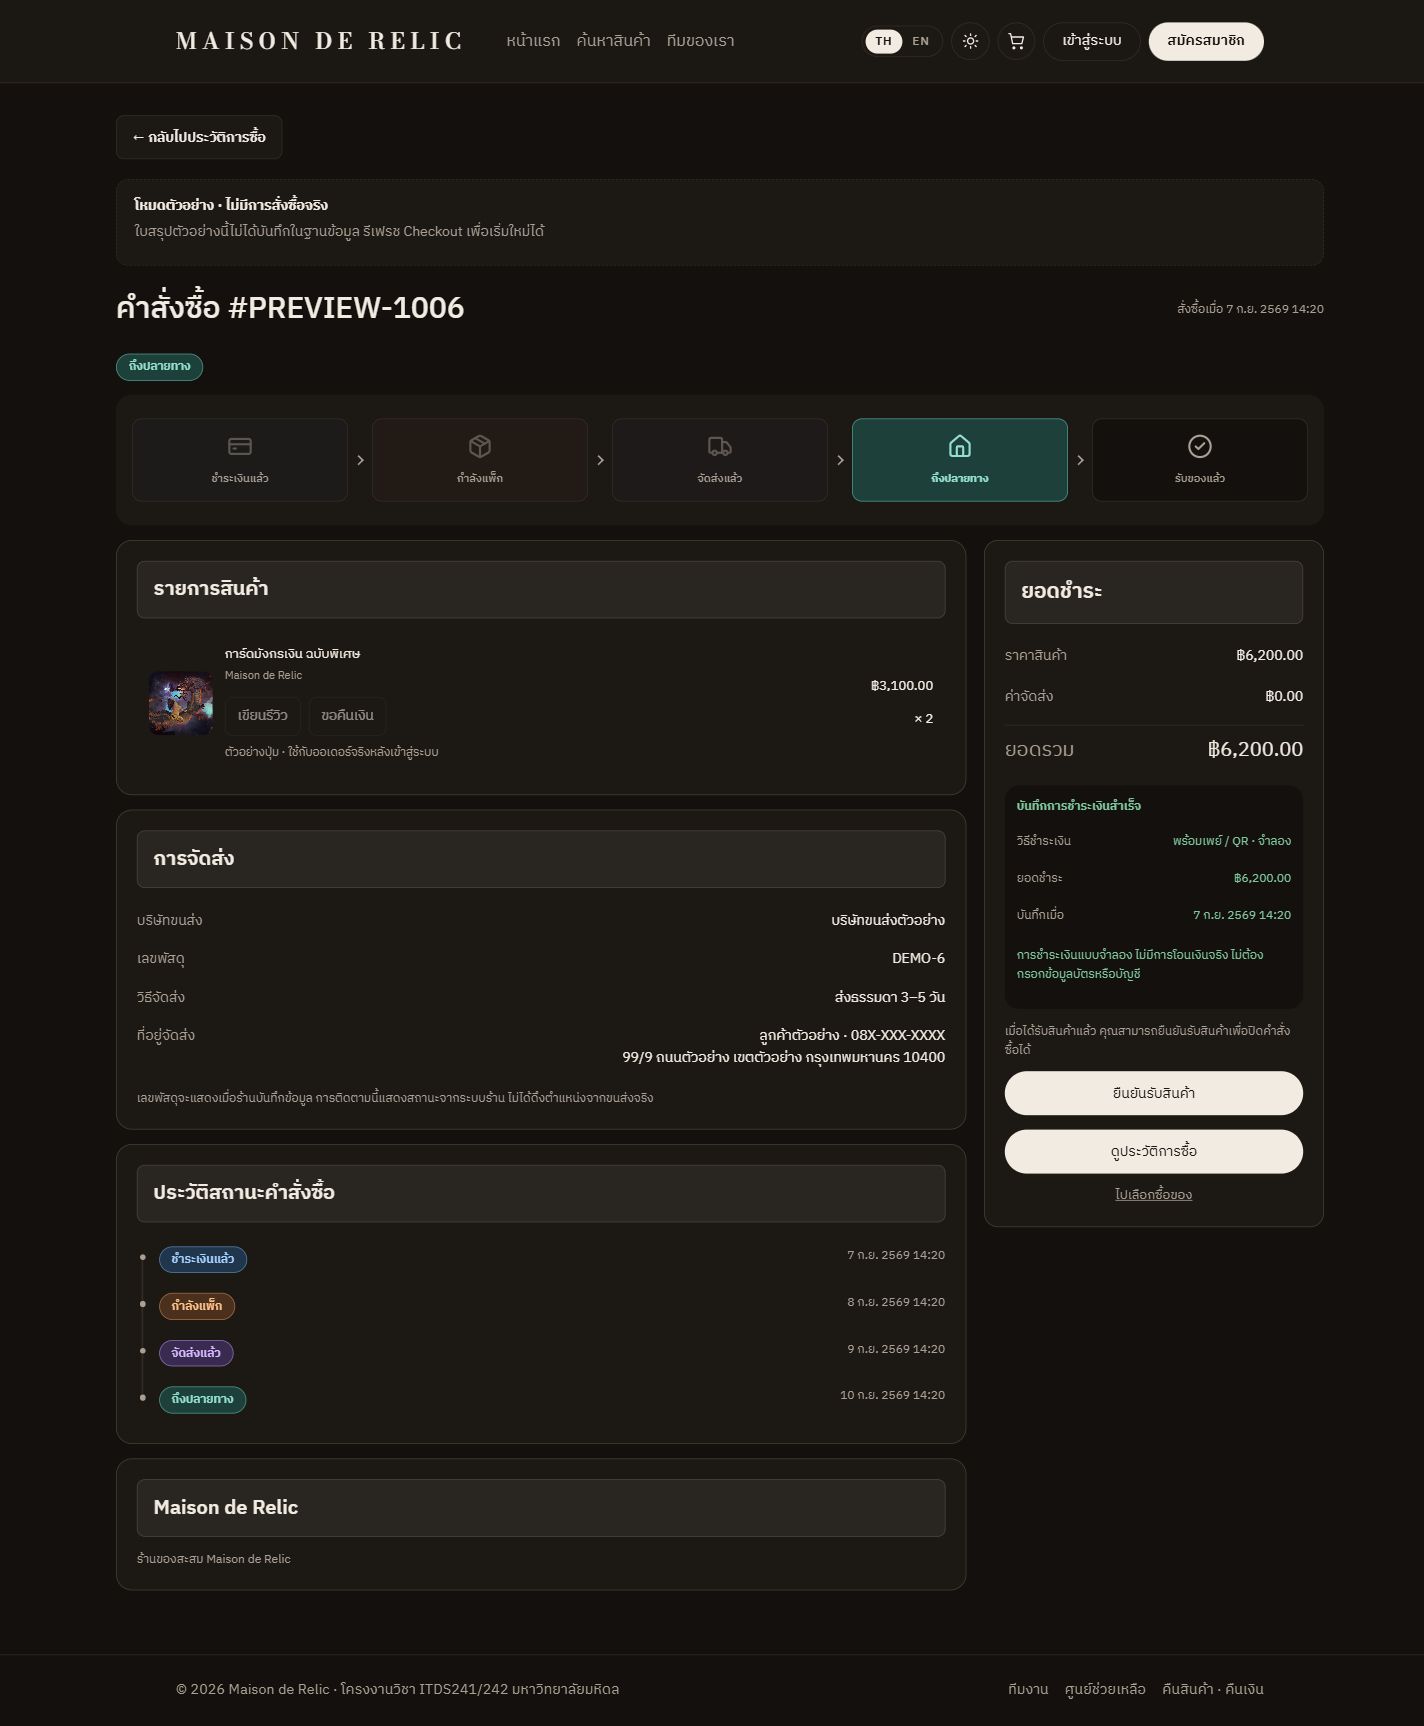 MAISON DE RELIC
หน้าแรก
ค้นหาสินค้า
ทีมของเรา
TH
EN
เข้าสู่ระบบ
สมัครสมาชิก
← กลับไปประวัติการซื้อ
โหมดตัวอย่าง · ไม่มีการสั่งซื้อจริง
ใบสรุปตัวอย่างนี้ไม่ได้บันทึกในฐานข้อมูล รีเฟรช Checkout เพื่อเริ่มใหม่ได้
คำสั่งซื้อ #PREVIEW-1006
สั่งซื้อเมื่อ 7 ก.ย. 2569 14:20
ถึงปลายทาง
ชำระเงินแล้ว
กำลังแพ็ก
จัดส่งแล้ว
ถึงปลายทาง
รับของแล้ว
รายการสินค้า
การ์ดมังกรเงิน ฉบับพิเศษ
Maison de Relic
฿3,100.00
× 2
เขียนรีวิว
ขอคืนเงิน
ตัวอย่างปุ่ม · ใช้กับออเดอร์จริงหลังเข้าสู่ระบบ
การจัดส่ง
บริษัทขนส่ง
บริษัทขนส่งตัวอย่าง
เลขพัสดุ
DEMO-6
วิธีจัดส่ง
ส่งธรรมดา 3–5 วัน
ที่อยู่จัดส่ง
ลูกค้าตัวอย่าง · 08X-XXX-XXXX
99/9 ถนนตัวอย่าง เขตตัวอย่าง กรุงเทพมหานคร 10400
เลขพัสดุจะแสดงเมื่อร้านบันทึกข้อมูล การติดตามนี้แสดงสถานะจากระบบร้าน ไม่ได้ดึงตำแหน่งจากขนส่งจริง
ประวัติสถานะคำสั่งซื้อ
ชำระเงินแล้ว
7 ก.ย. 2569 14:20
กำลังแพ็ก
8 ก.ย. 2569 14:20
จัดส่งแล้ว
9 ก.ย. 2569 14:20
ถึงปลายทาง
10 ก.ย. 2569 14:20
Maison de Relic
ร้านของสะสม Maison de Relic
ยอดชำระ
ราคาสินค้า
฿6,200.00
ค่าจัดส่ง
฿0.00
ยอดรวม
฿6,200.00
บันทึกการชำระเงินสำเร็จ
วิธีชำระเงิน
พร้อมเพย์ / QR · จำลอง
ยอดชำระ
฿6,200.00
บันทึกเมื่อ
7 ก.ย. 2569 14:20
การชำระเงินแบบจำลอง ไม่มีการโอนเงินจริง ไม่ต้อง
กรอกข้อมูลบัตรหรือบัญชี
เมื่อได้รับสินค้าแล้ว คุณสามารถยืนยันรับสินค้าเพื่อปิดคำสั่ง
ซื้อได้
ยืนยันรับสินค้า
ดูประวัติการซื้อ
ไปเลือกซื้อของ
© 2026 Maison de Relic · โครงงานวิชา ITDS241/242 มหาวิทยาลัยมหิดล
ทีมงาน
ศูนย์ช่วยเหลือ
คืนสินค้า · คืนเงิน